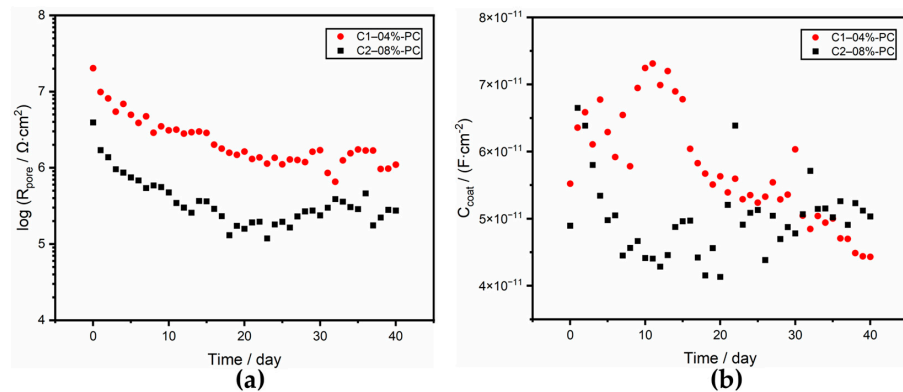 (a)
C1–04%-PC
C2–08%-PC
log (Rpore) / Ω·cm²
8
7
6
5
4
0
10
20
30
40
Time / day
(b)
C1–04%-PC
C2–08%-PC
Ccoat / (F·cm⁻²)
8×10⁻¹¹
7×10⁻¹¹
6×10⁻¹¹
5×10⁻¹¹
4×10⁻¹¹
0
10
20
30
40
Time / day